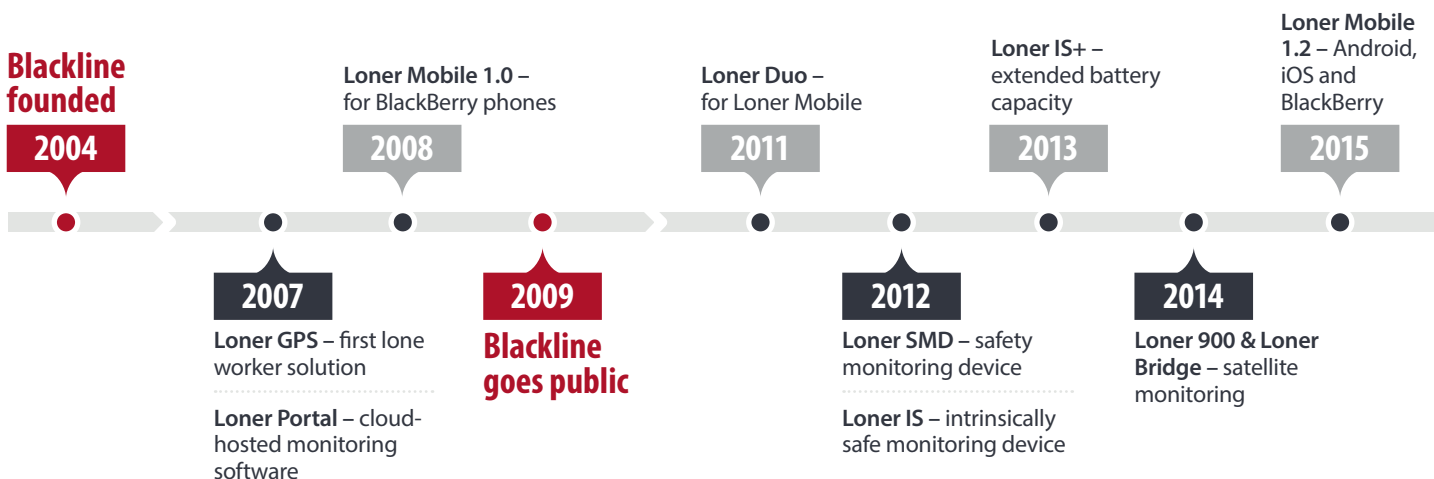 Blackline
founded
2004
2007
Loner GPS – first lone
worker solution
Loner Portal – cloud-
hosted monitoring
software
Loner Mobile 1.0 –
for BlackBerry phones
2008
2009
Blackline
goes public
Loner Duo –
for Loner Mobile
2011
2012
Loner SMD – safety
monitoring device
Loner IS – intrinsically
safe monitoring device
Loner IS+ –
extended battery
capacity
2013
2014
Loner 900 & Loner
Bridge – satellite
monitoring
Loner Mobile
1.2 – Android,
iOS and
BlackBerry
2015